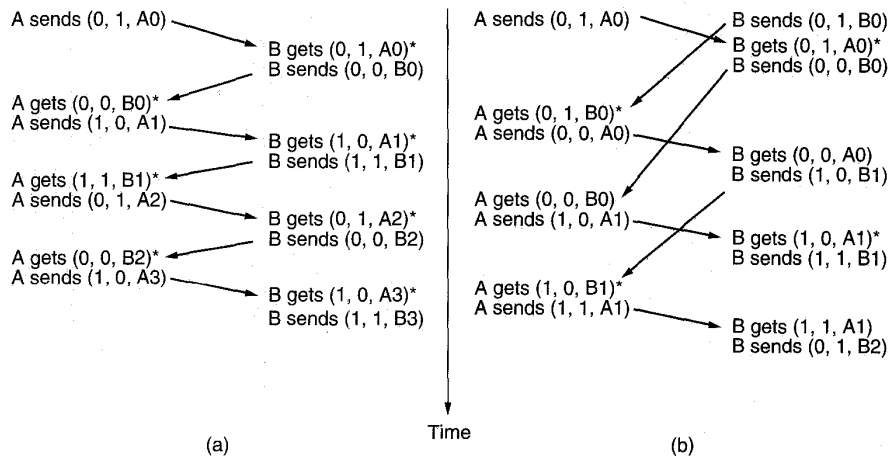 A sends (0, 1, A0)
B gets (0, 1, A0)*
B sends (0, 0, B0)
A gets (0, 0, B0)*
A sends (1, 0, A1)
B gets (1, 0, A1)*
B sends (1, 1, B1)
A gets (1, 1, B1)*
A sends (0, 1, A2)
B gets (0, 1, A2)*
B sends (0, 0, B2)
A gets (0, 0, B2)*
A sends (1, 0, A3)
B gets (1, 0, A3)*
B sends (1, 1, B3)
(a)
Time
A sends (0, 1, A0)
B sends (0, 1, B0)
B gets (0, 1, A0)*
B sends (0, 0, B0)
A gets (0, 1, B0)*
A sends (0, 0, A0)
B gets (0, 0, A0)
B sends (1, 0, B1)
A gets (0, 0, B0)
A sends (1, 0, A1)
B gets (1, 0, A1)*
B sends (1, 1, B1)
A gets (1, 0, B1)*
A sends (1, 1, A1)
B gets (1, 1, A1)
B sends (0, 1, B2)
(b)